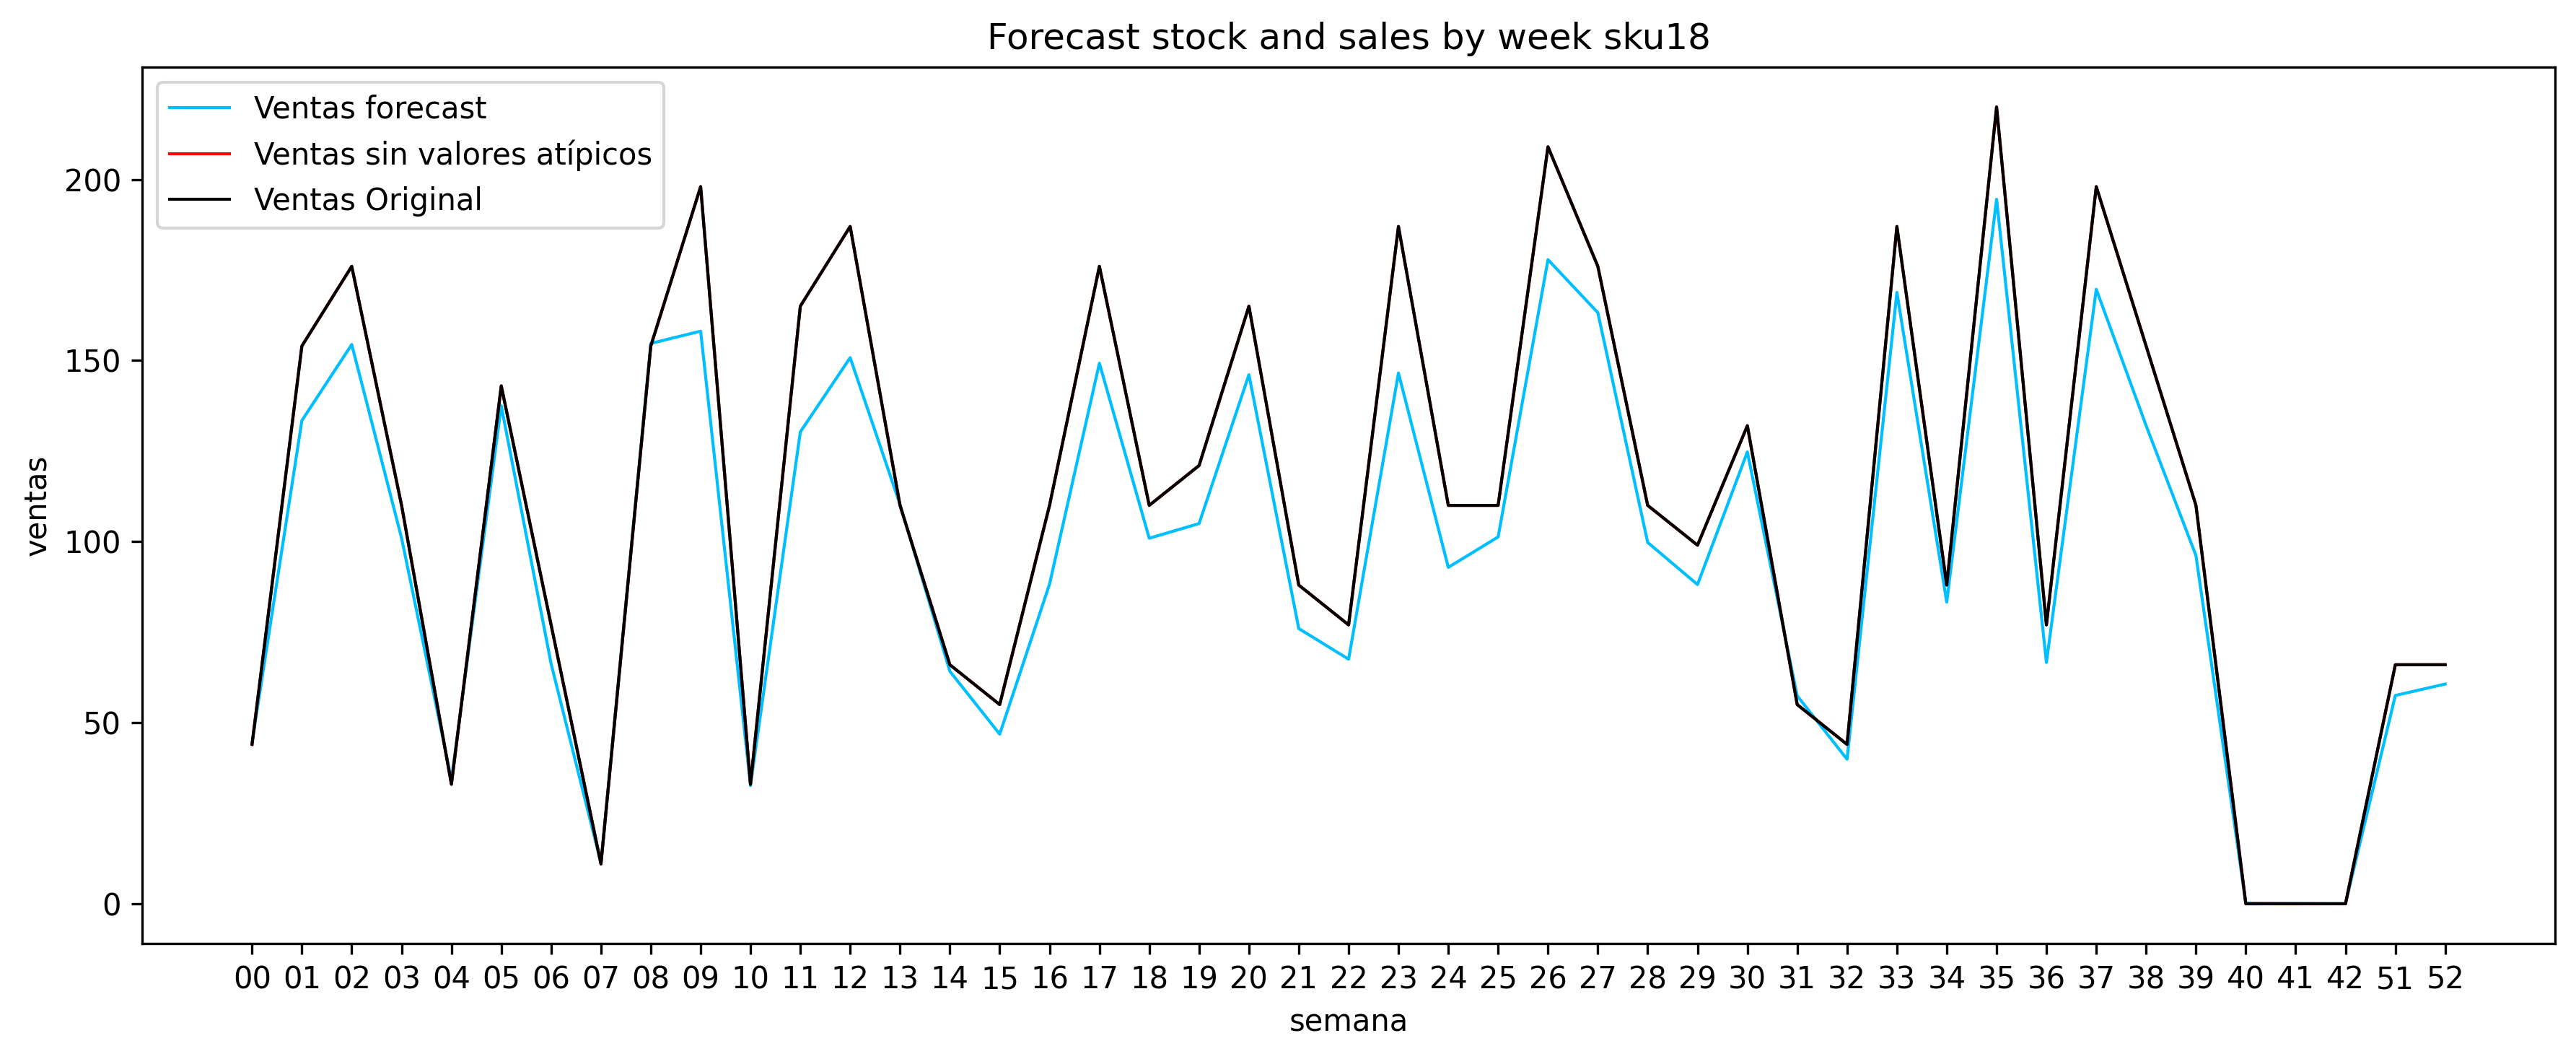 Forecast stock and sales by week sku18
Ventas forecast
Ventas sin valores atípicos
Ventas Original
ventas
200
150
100
50
0
00 01 02 03 04 05 06 07 08 09 10 11 12 13 14 15 16 17 18 19 20 21 22 23 24 25 26 27 28 29 30 31 32 33 34 35 36 37 38 39 40 41 42 51 52
semana